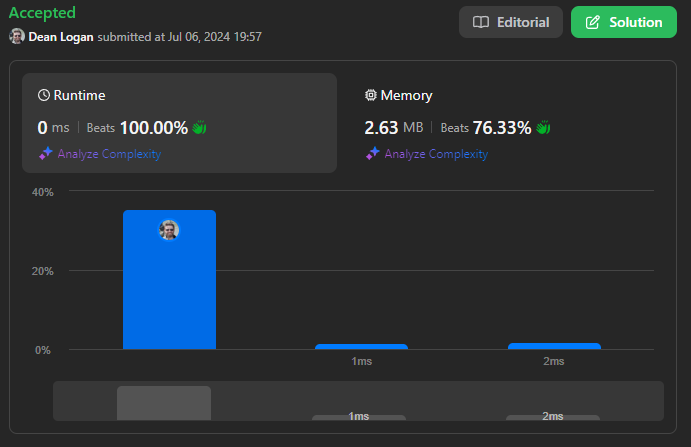 Accepted
Editorial
Solution
Dean Logan submitted at Jul 06, 2024 19:57
Runtime
Memory
0 ms | Beats 100.00%
2.63 MB | Beats 76.33%
Analyze Complexity
Analyze Complexity
40%
20%
0%
1ms
2ms
1ms
2ms